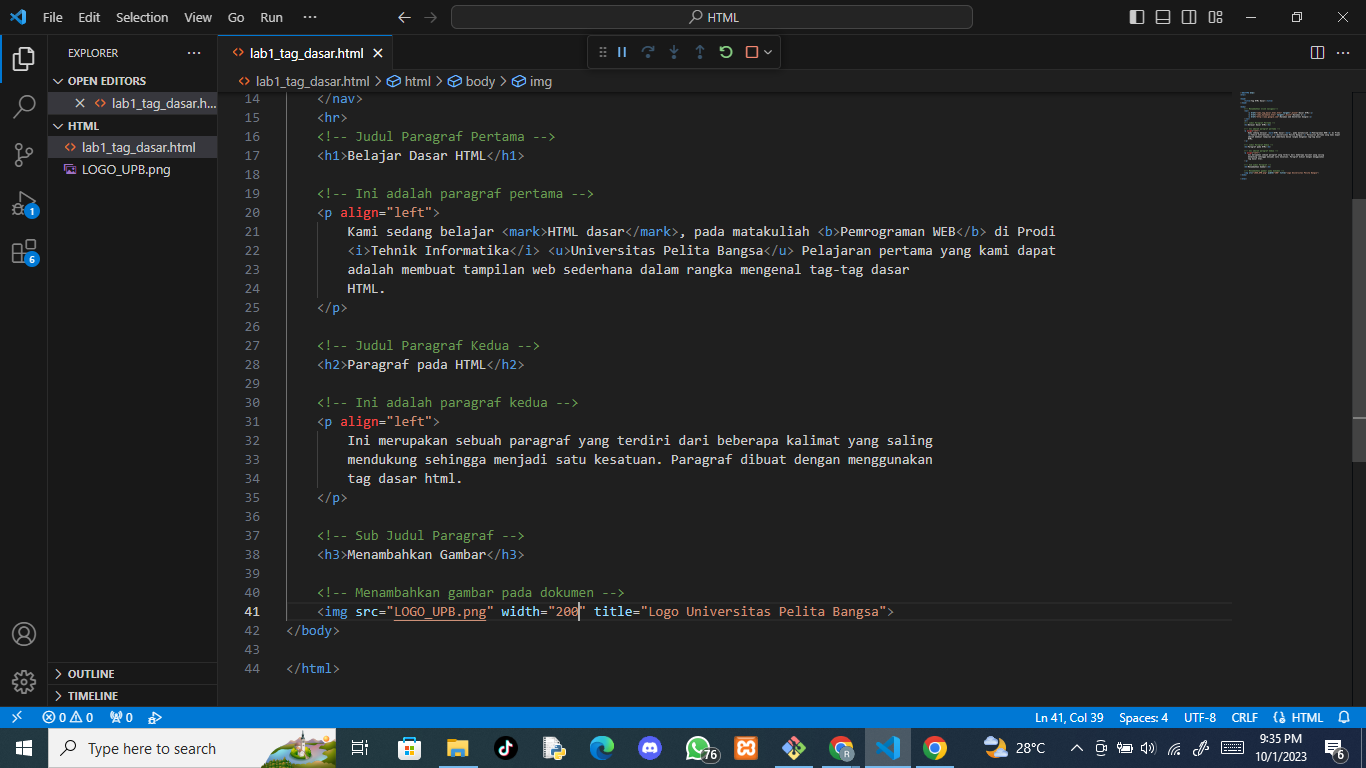 File Edit Selection View Go Run ···
HTML
EXPLORER ···
OPEN EDITORS
lab1_tag_dasar.h...
HTML
lab1_tag_dasar.html
LOGO_UPB.png
1
6
OUTLINE
TIMELINE
lab1_tag_dasar.html
lab1_tag_dasar.html > html > body > img
14 </nav>
15 <hr>
16 <!-- Judul Paragraf Pertama -->
17 <h1>Belajar Dasar HTML</h1>
18
19 <!-- Ini adalah paragraf pertama -->
20 <p align="left">
21 Kami sedang belajar <mark>HTML dasar</mark>, pada matakuliah <b>Pemrograman WEB</b> di Prodi
22 <i>Tehnik Informatika</i> <u>Universitas Pelita Bangsa</u> Pelajaran pertama yang kami dapat
23 adalah membuat tampilan web sederhana dalam rangka mengenal tag-tag dasar
24 HTML.
25 </p>
26
27 <!-- Judul Paragraf Kedua -->
28 <h2>Paragraf pada HTML</h2>
29
30 <!-- Ini adalah paragraf kedua -->
31 <p align="left">
32 Ini merupakan sebuah paragraf yang terdiri dari beberapa kalimat yang saling
33 mendukung sehingga menjadi satu kesatuan. Paragraf dibuat dengan menggunakan
34 tag dasar html.
35 </p>
36
37 <!-- Sub Judul Paragraf -->
38 <h3>Menambahkan Gambar</h3>
39
40 <!-- Menambahkan gambar pada dokumen -->
41 <img src="LOGO_UPB.png" width="200" title="Logo Universitas Pelita Bangsa">
42 </body>
43
44 </html>
0 0 0
Ln 41, Col 39 Spaces: 4 UTF-8 CRLF HTML
Type here to search
76
R
28°C
9:35 PM
10/1/2023
6